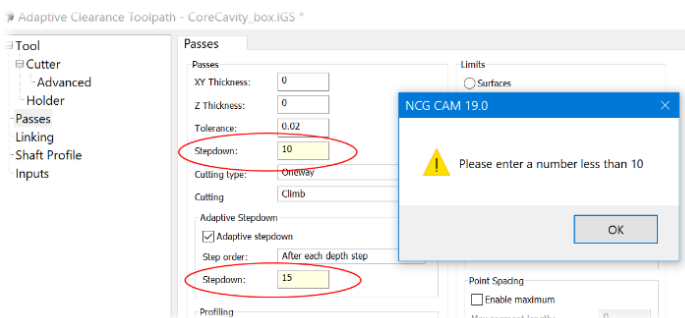 Adaptive Clearance Toolpath - CoreCavity_box.IGS *
Tool
Cutter
Advanced
Holder
Passes
Linking
Shaft Profile
Inputs
Passes
Passes
XY Thickness: 0
Z Thickness: 0
Tolerance: 0.02
Stepdown: 10
Cutting type: Oneway
Cutting Climb
Adaptive Stepdown
Adaptive stepdown
Step order: After each depth step
Stepdown: 15
Profiling
Limits
Surfaces
NCG CAM 19.0
Please enter a number less than 10
OK
Point Spacing
Enable maximum